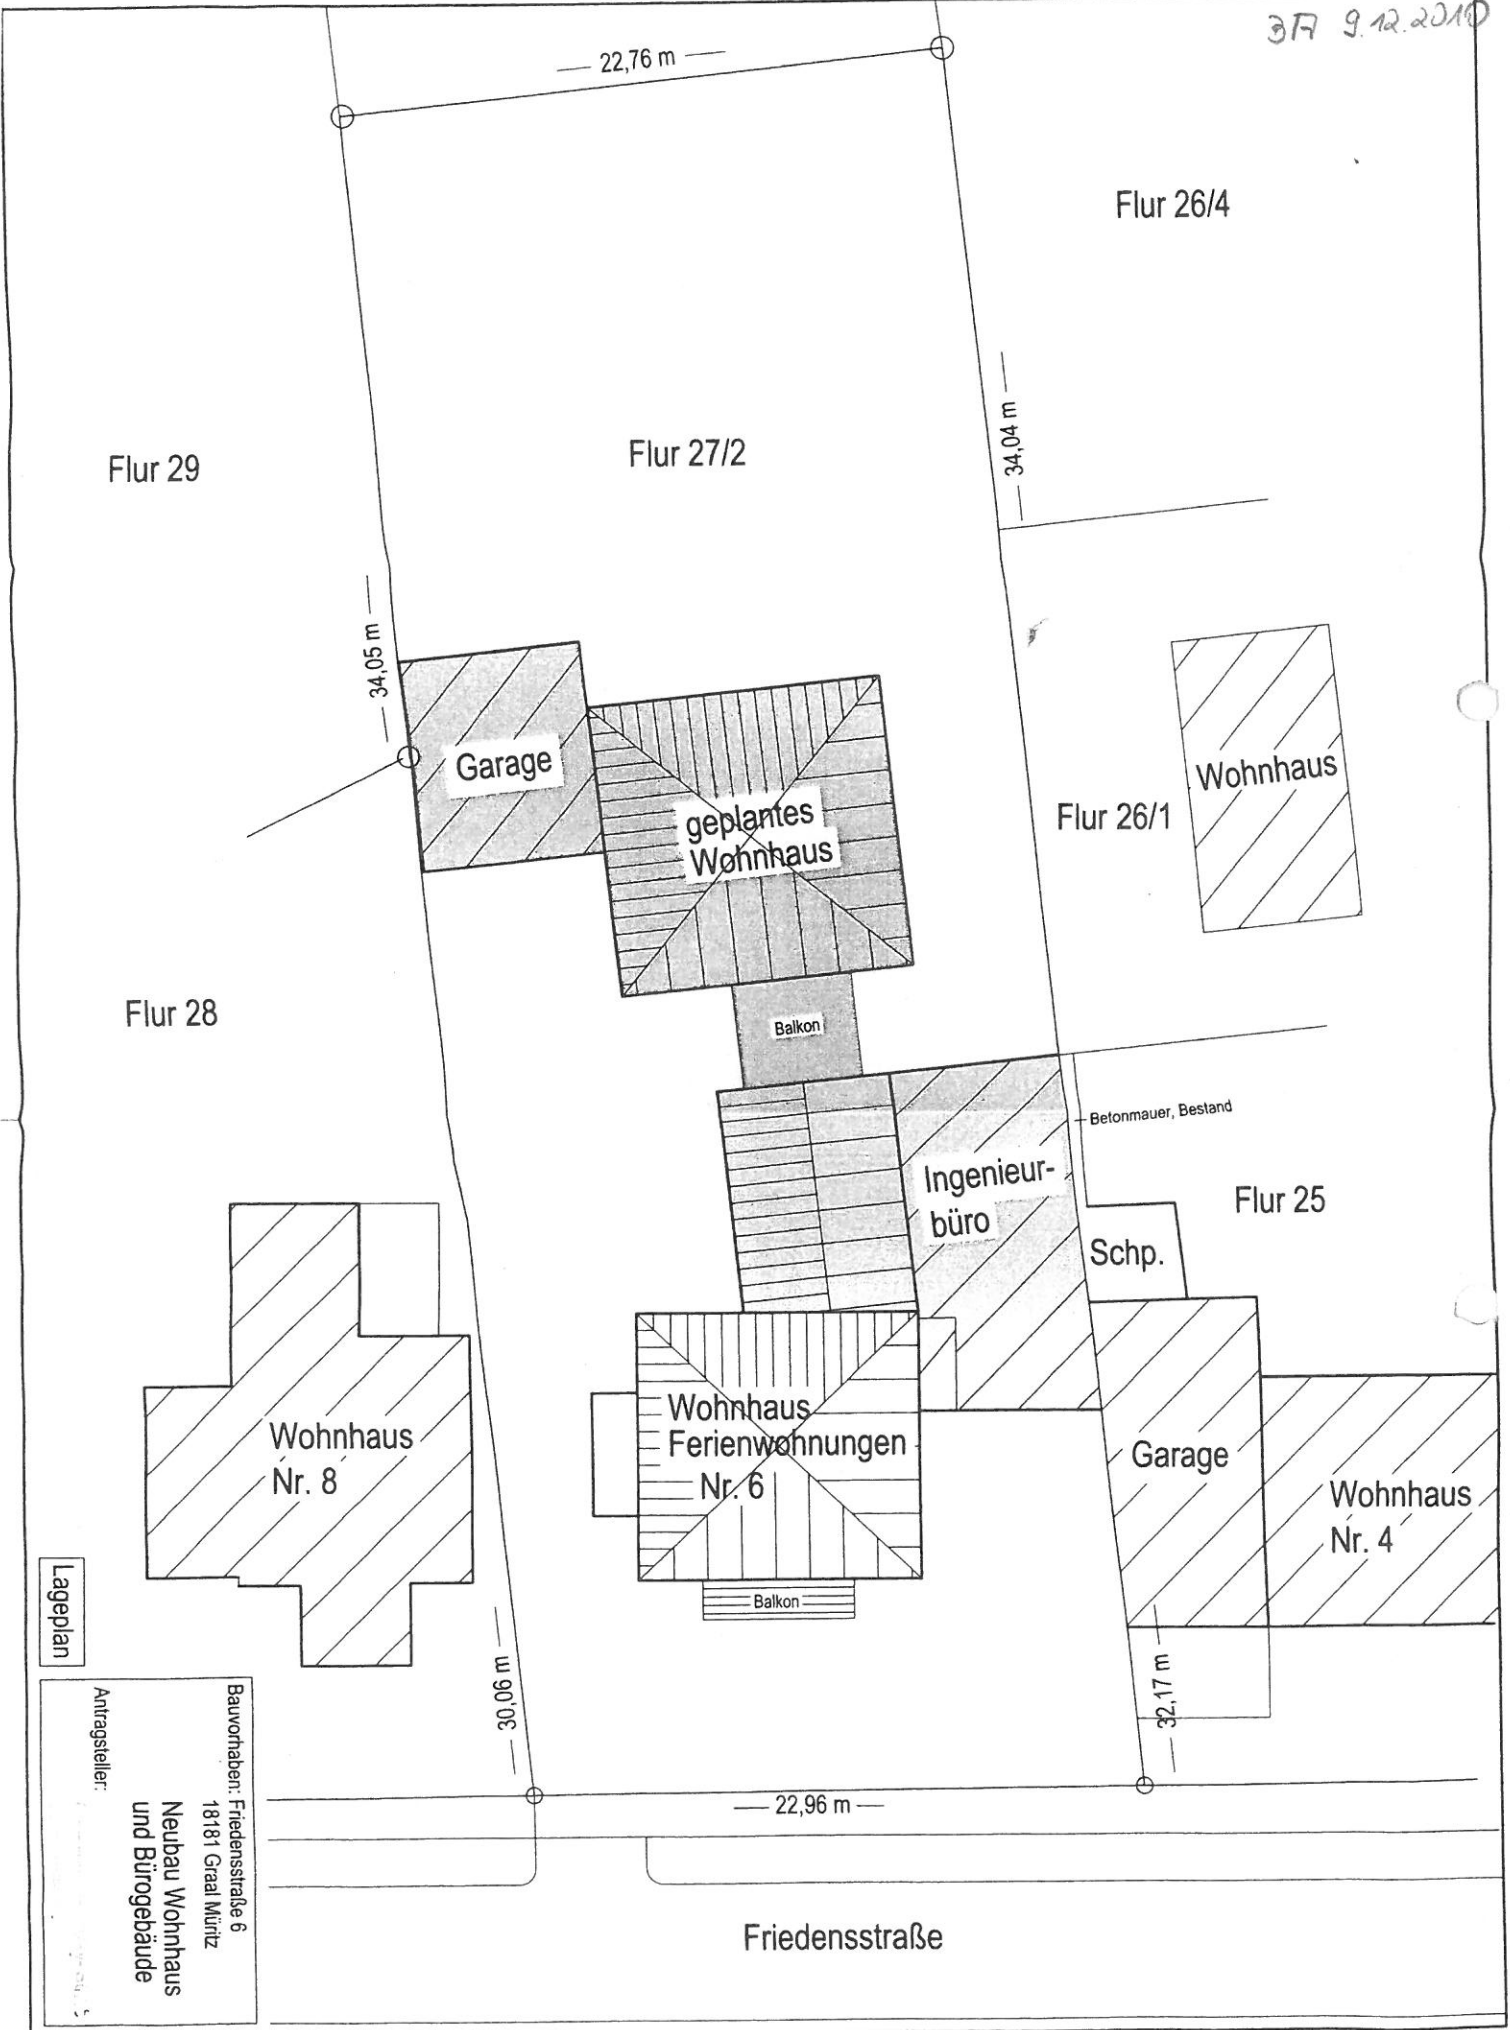 9.12.2010
22,76 m
Flur 26/4
34,04 m
Flur 27/2
Flur 29
34,05 m
Garage
geplantes
Wohnhaus
Wohnhaus
Flur 26/1
Flur 28
Balkon
Betonmauer, Bestand
Ingenieur-
büro
Flur 25
Schp.
Wohnhaus
Nr. 8
Wohnhaus
Ferienwohnungen
Nr. 6
Garage
Wohnhaus
Nr. 4
Balkon
30,06 m
32,17 m
22,96 m
Friedensstraße
Lageplan
Bauvorhaben: Friedensstraße 6
18181 Graal Müritz
Neubau Wohnhaus
und Bürogebäude
Antragsteller: